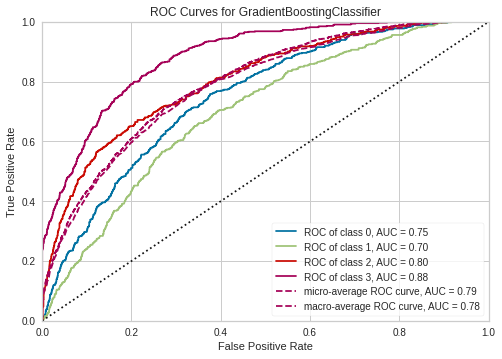 ROC Curves for GradientBoostingClassifier
1.0
0.8
0.6
0.4
0.2
0.0
True Positive Rate
0.0 0.2 0.4 0.6 0.8 1.0
False Positive Rate
ROC of class 0, AUC = 0.75
ROC of class 1, AUC = 0.70
ROC of class 2, AUC = 0.80
ROC of class 3, AUC = 0.88
micro-average ROC curve, AUC = 0.79
macro-average ROC curve, AUC = 0.78